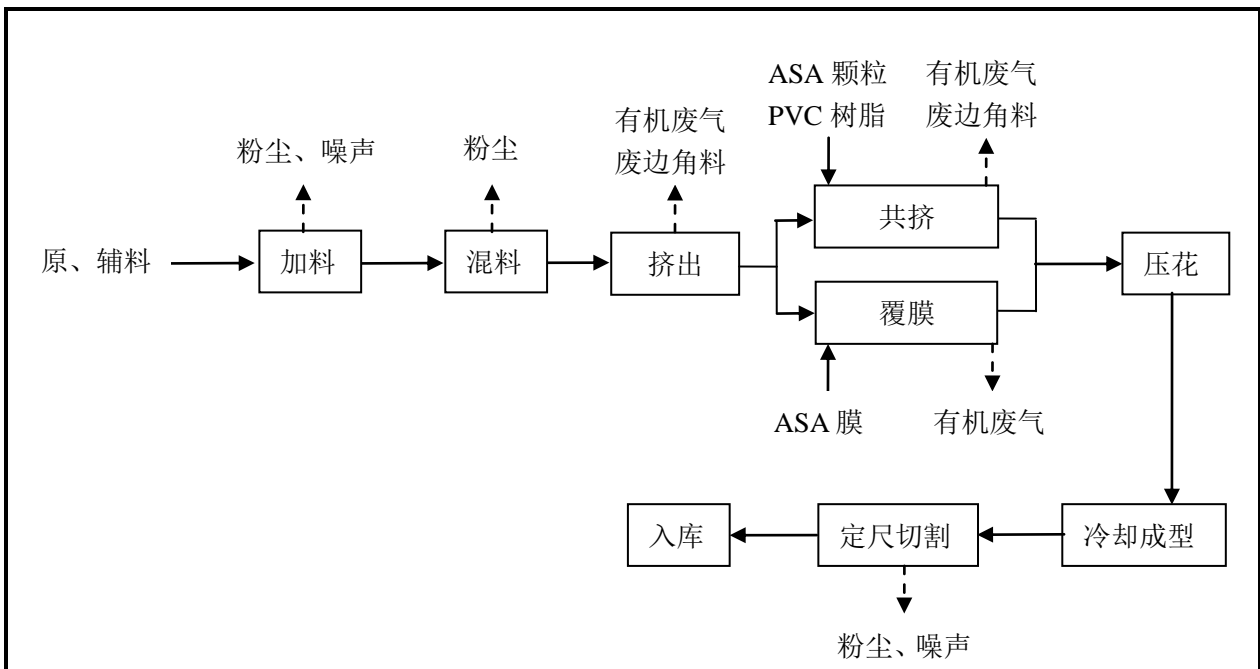 ASA 颗粒
PVC 树脂
有机废气
废边角料
有机废气
废边角料
粉尘、噪声
粉尘
共挤
原、辅料
加料
混料
挤出
压花
覆膜
ASA 膜
有机废气
入库
定尺切割
冷却成型
粉尘、噪声